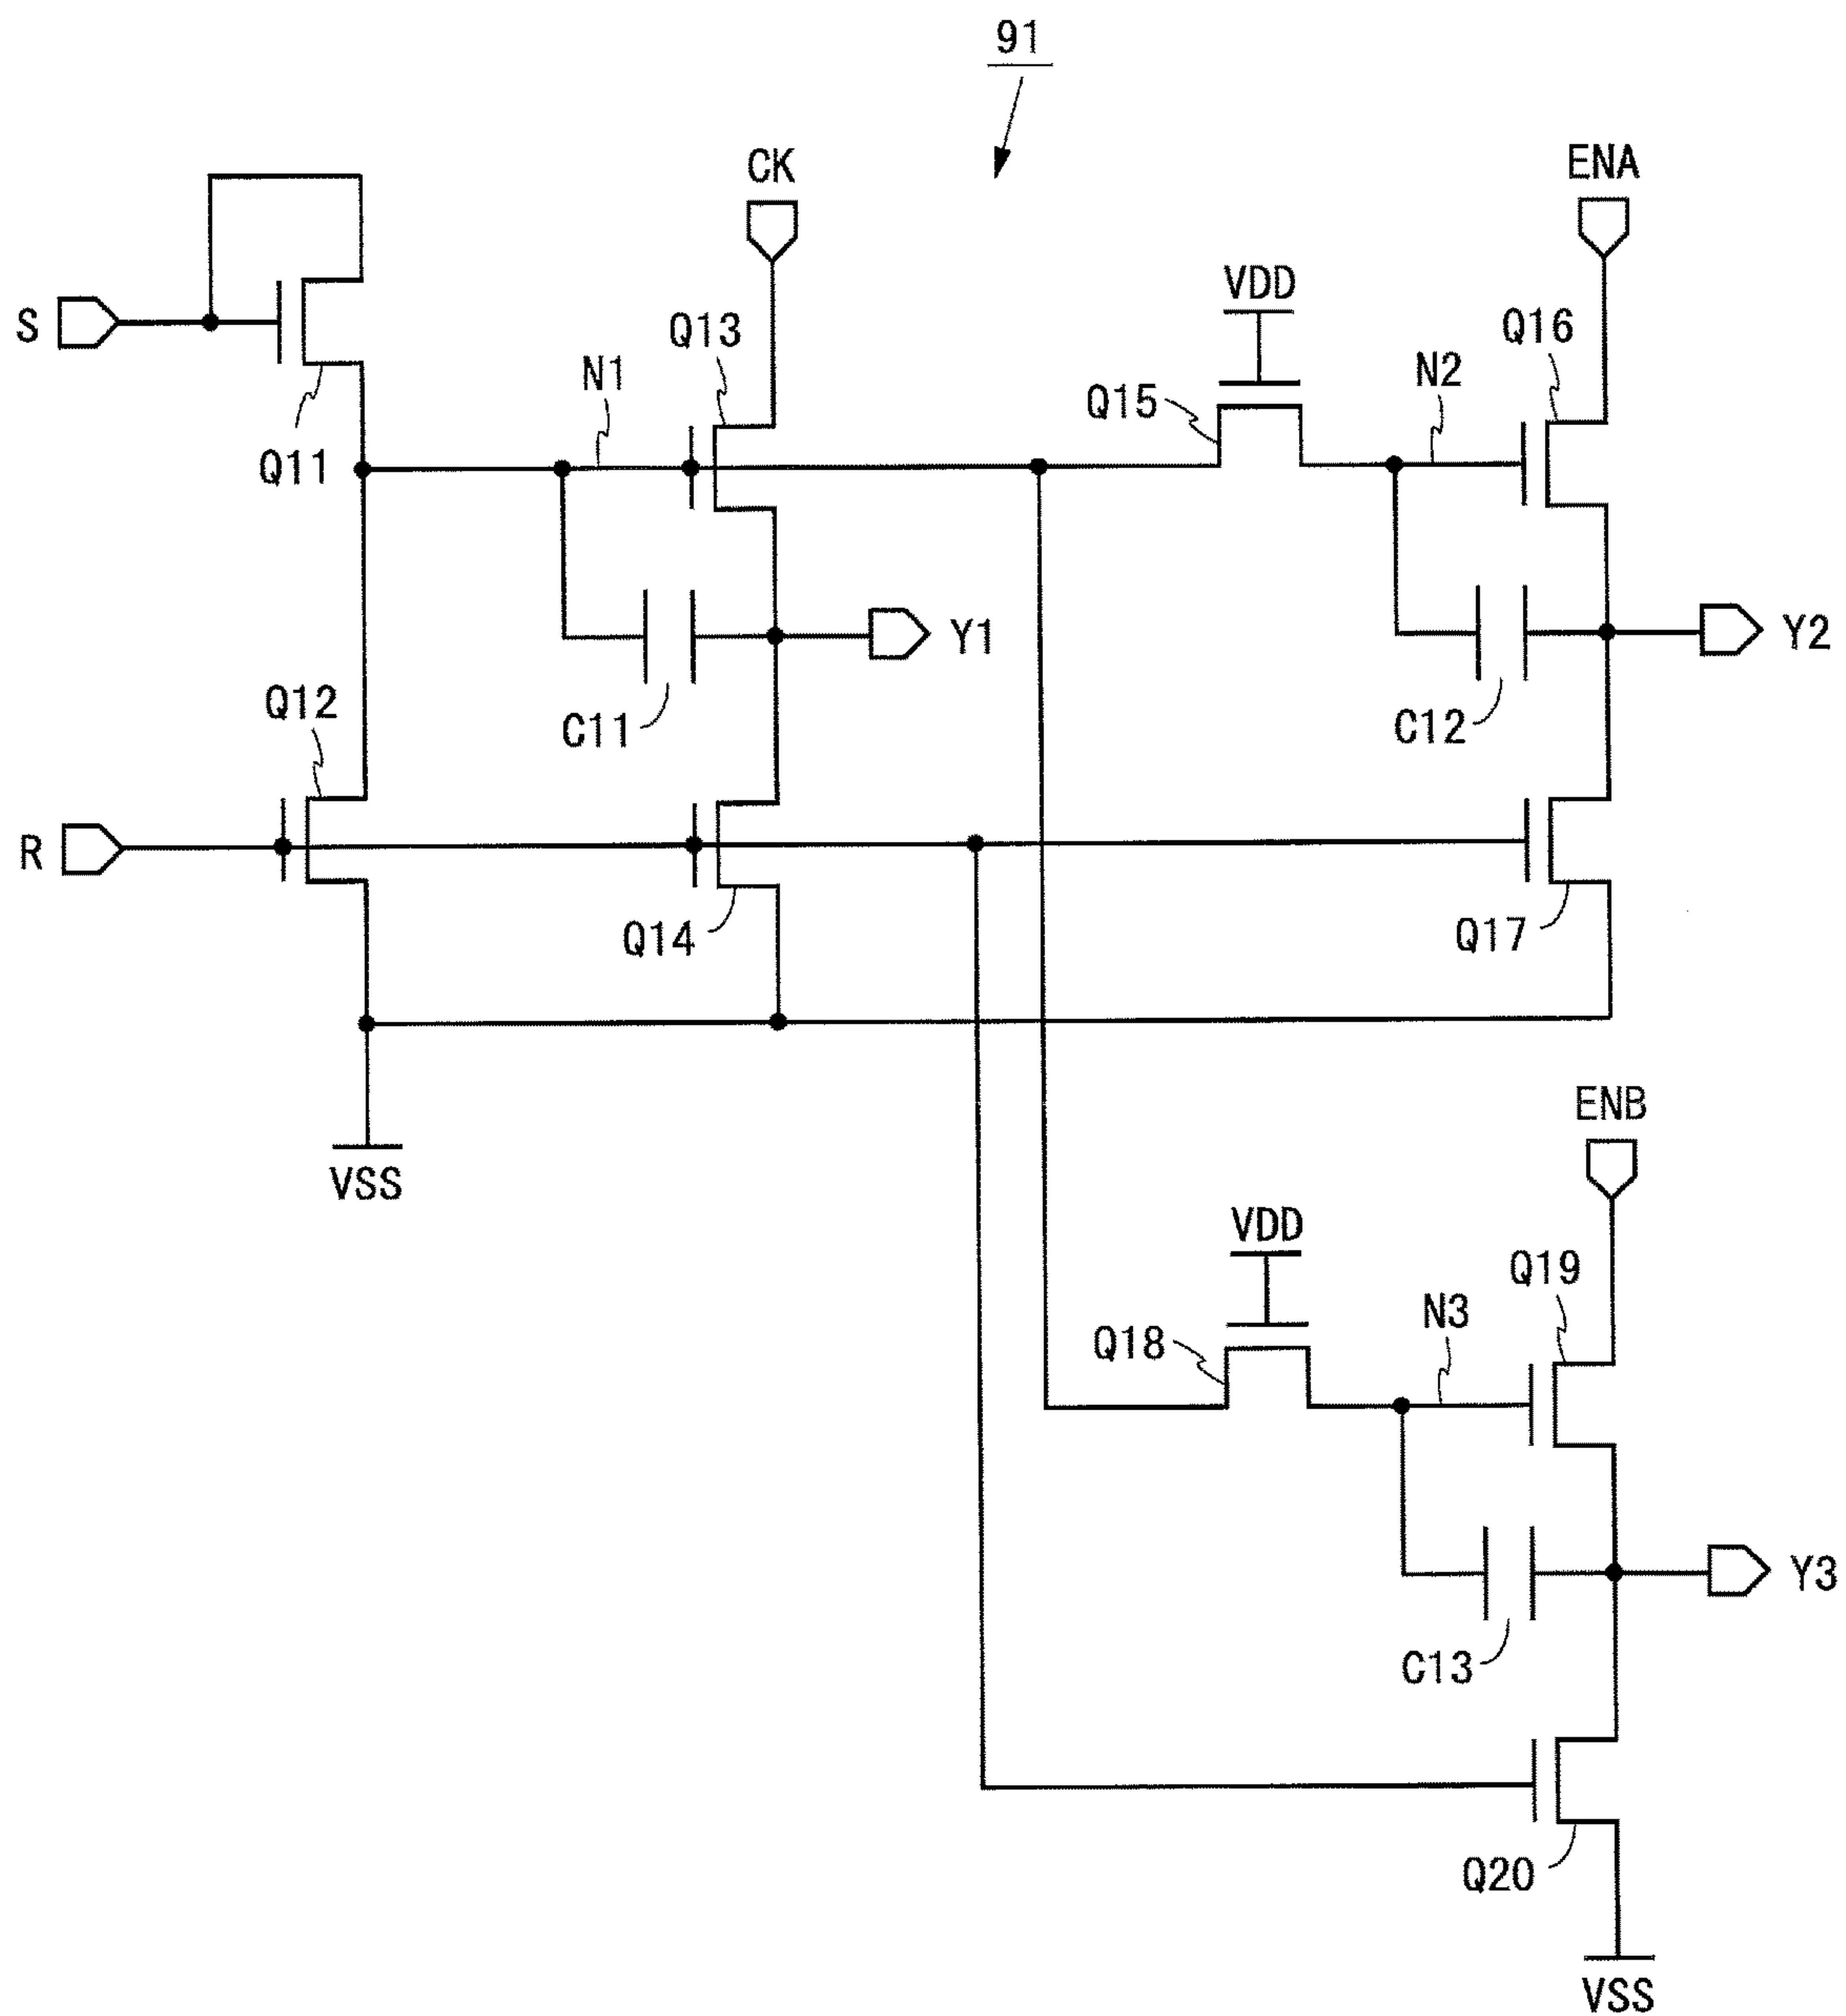 91
CK
ENA
S
VDD
Q13
Q16
N1
Q15
N2
Q11
Y1
Y2
Q12
C11
C12
R
Q14
Q17
ENB
VSS
VDD
Q19
N3
Q18
Y3
C13
Q20
VSS